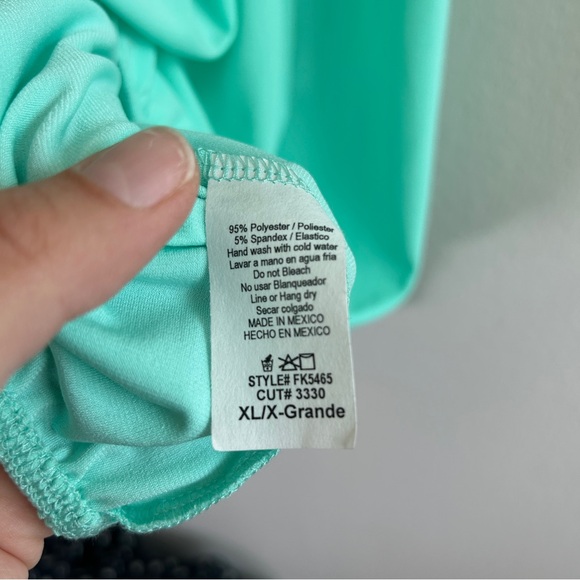 95% Polyester / Poliester
5% Spandex / Elastico
Hand wash with cold water
Lavar a mano en agua fria
Do not Bleach
No usar Blanqueador
Line or Hang dry
Secar colgado
MADE IN MEXICO
HECHO EN MEXICO
STYLE# FK5465
CUT# 3330
XL/X-Grande